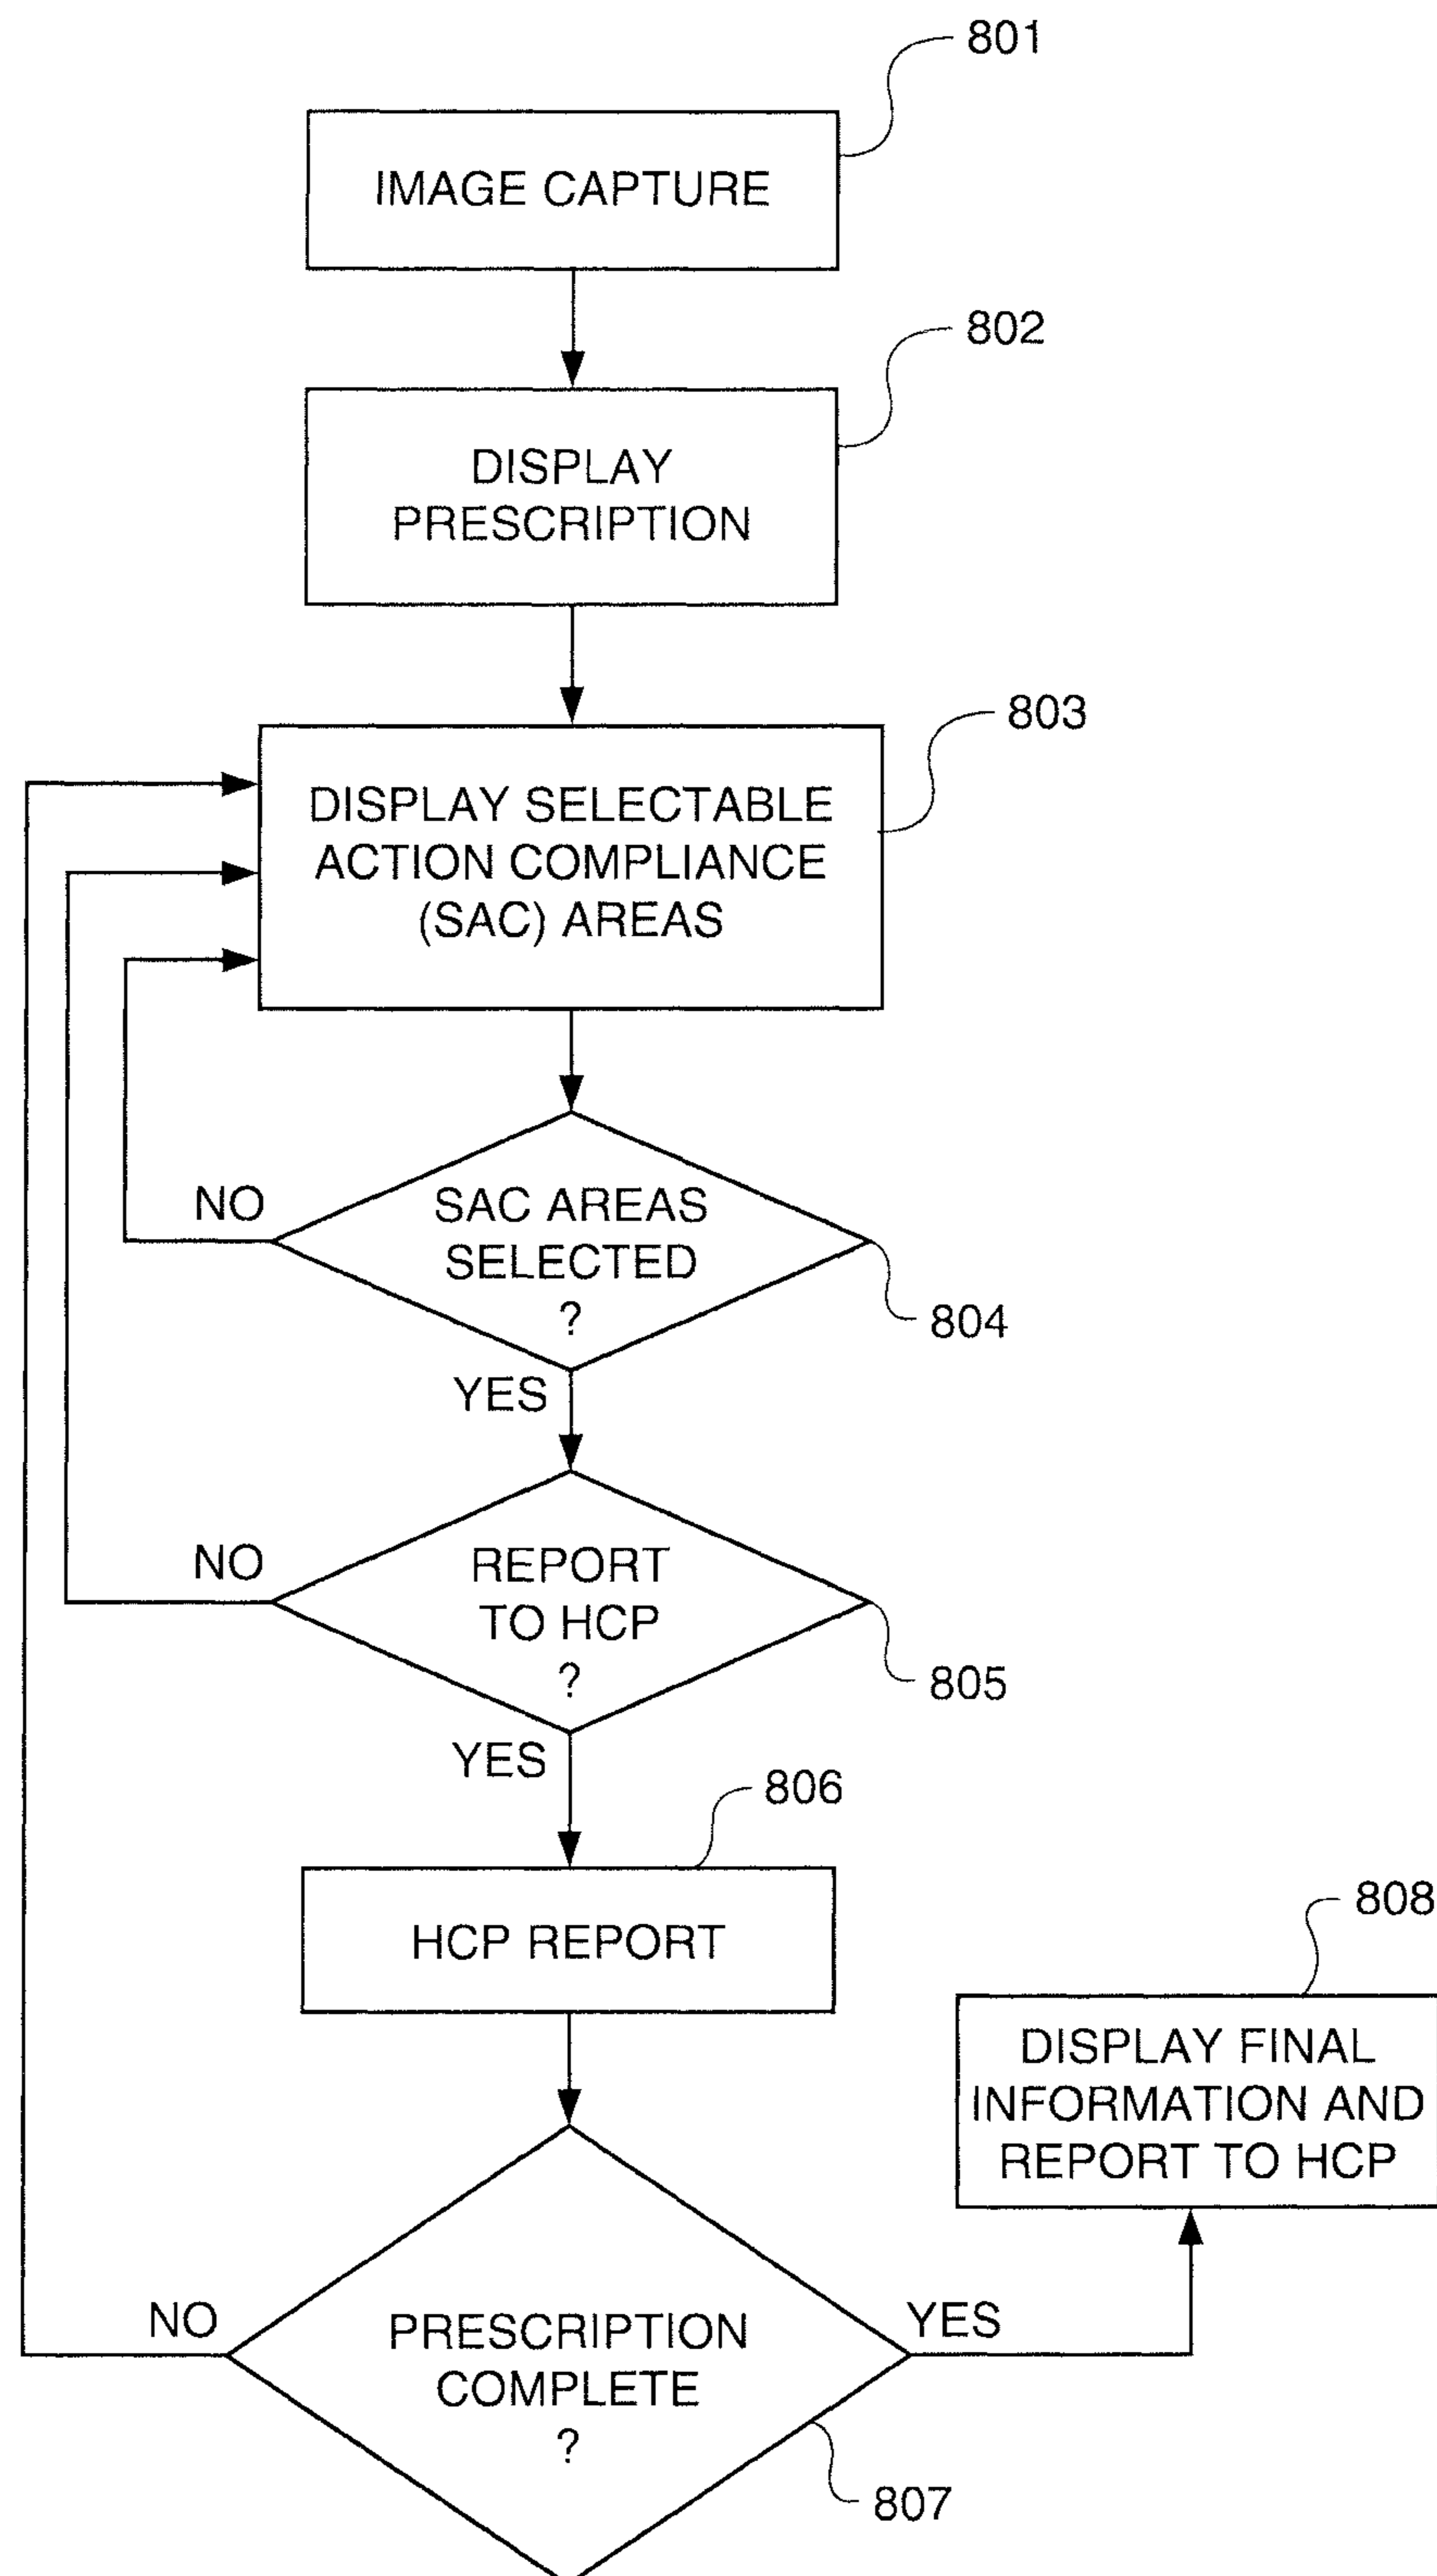 801
IMAGE CAPTURE
802
DISPLAY
PRESCRIPTION
803
DISPLAY SELECTABLE
ACTION COMPLIANCE
(SAC) AREAS
NO
SAC AREAS
SELECTED
?
804
YES
NO
REPORT
TO HCP
?
805
YES
806
HCP REPORT
808
DISPLAY FINAL
INFORMATION AND
REPORT TO HCP
NO
YES
PRESCRIPTION
COMPLETE
?
807